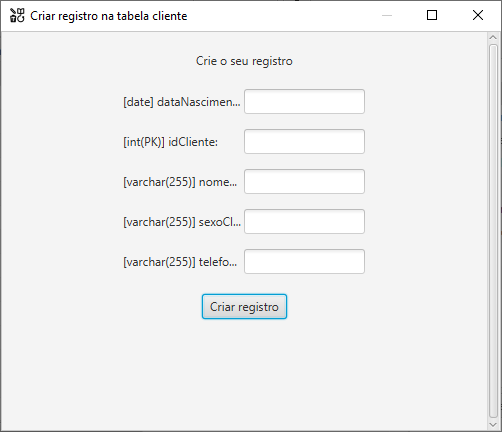 Criar registro na tabela cliente
Crie o seu registro
[date] dataNascimen...
[int(PK)] idCliente:
[varchar(255)] nome...
[varchar(255)] sexoCl...
[varchar(255)] telefo...
Criar registro